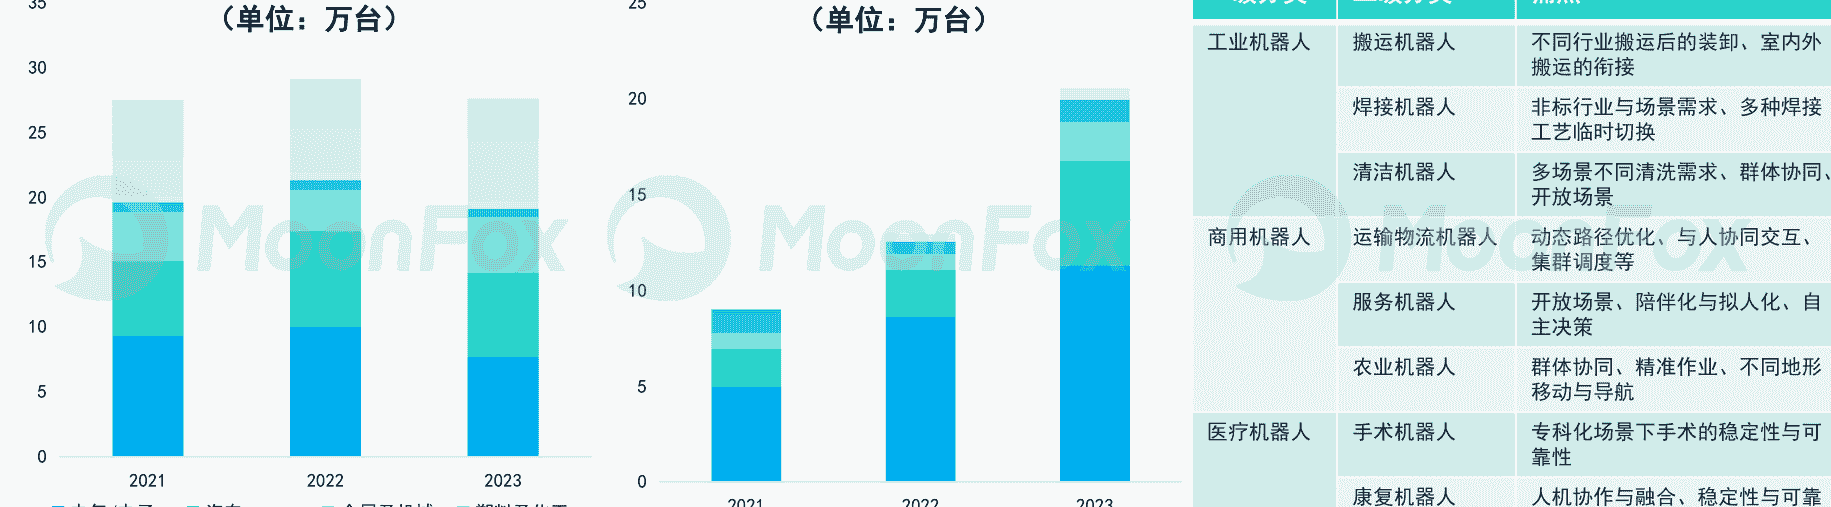 （单位：万台）
35
30
25
20
15
10
5
0
2021
2022
2023
（单位：万台）
25
20
15
10
5
0
2021
2022
2023
MoonFox
MoonFox
MoonFox
工业机器人
搬运机器人
不同行业搬运后的装卸、室内外
搬运的衔接
焊接机器人
非标行业与场景需求、多种焊接
工艺临时切换
清洁机器人
多场景不同清洗需求、群体协同、
开放场景
商用机器人
运输物流机器人
动态路径优化、与人协同交互、
集群调度等
服务机器人
开放场景、陪伴化与拟人化、自
主决策
农业机器人
群体协同、精准作业、不同地形
移动与导航
医疗机器人
手术机器人
专科化场景下手术的稳定性与可
靠性
康复机器人
人机协作与融合、稳定性与可靠